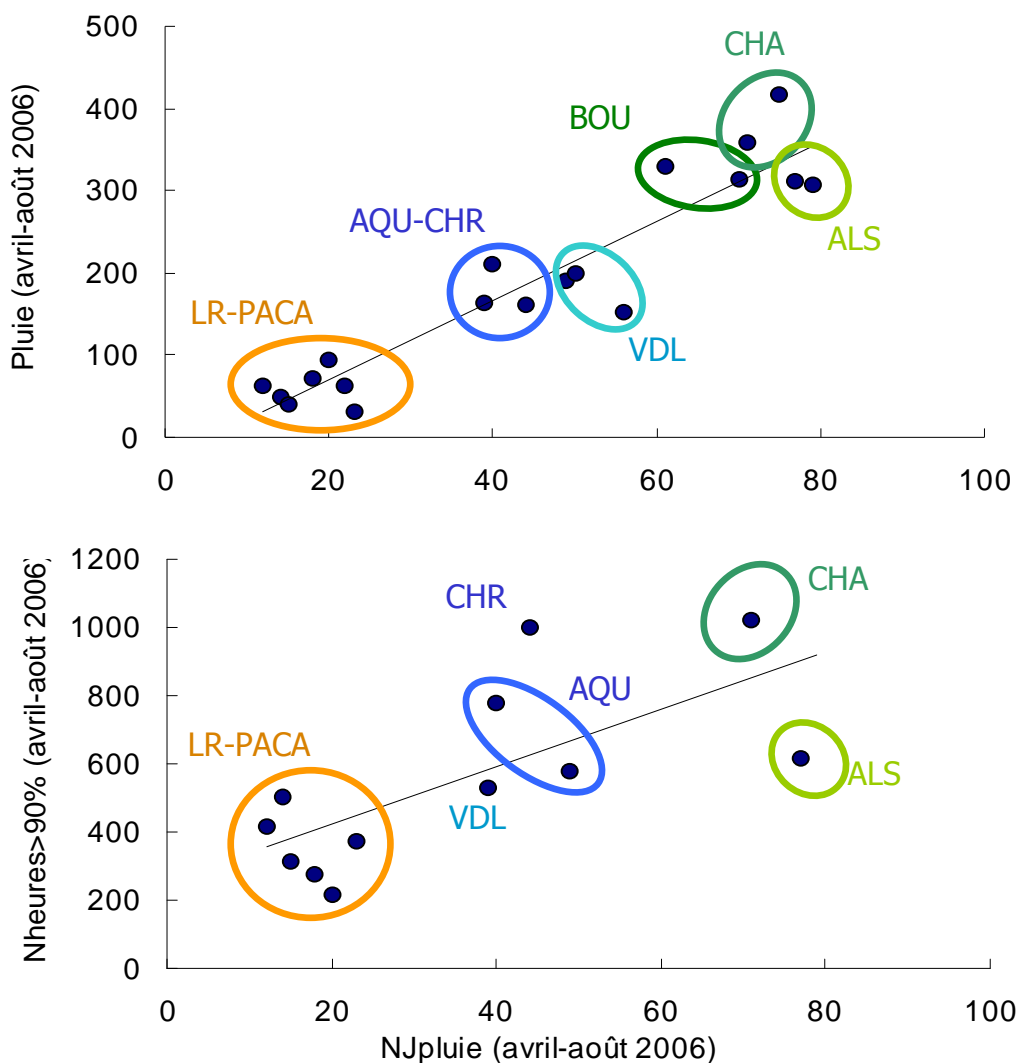 500
CHA
400
BOU
300
AQU-CHR
ALS
200
LR-PACA
VDL
100
0
0 20 40 60 80 100
Pluie (avril-août 2006)
1200
CHR
CHA
1000
AQU
800
LR-PACA
600
VDL
ALS
400
200
0
0 20 40 60 80 100
Nheures>90% (avril-août 2006)
NJpluie (avril-août 2006)